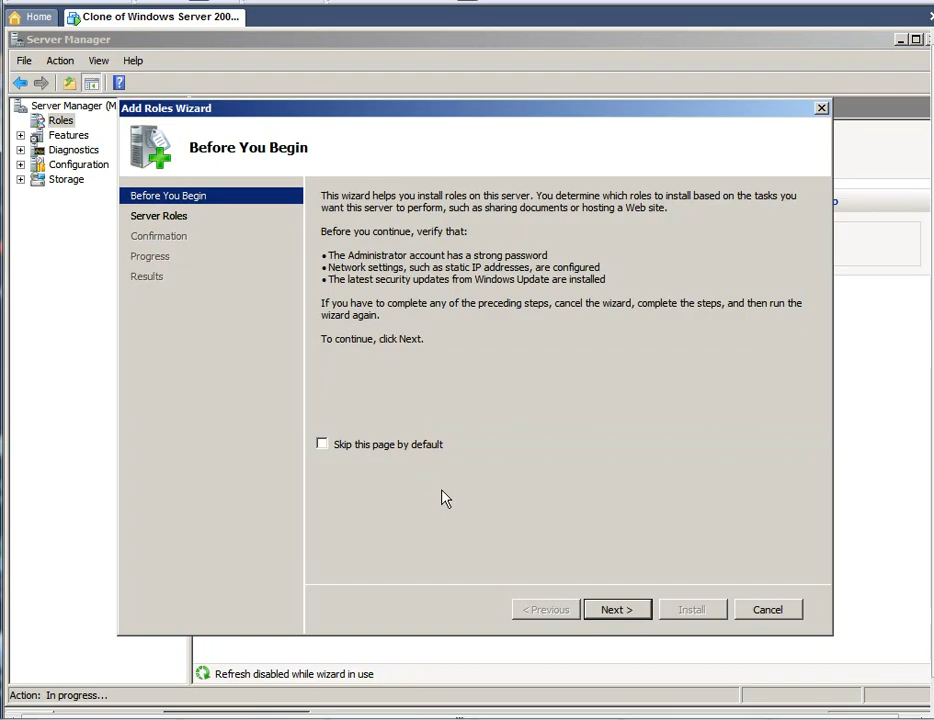 Home
Clone of Windows Server 200...
Server Manager
File Action View Help
Server Manager (M
Roles
Features
Diagnostics
Configuration
Storage
Add Roles Wizard
Before You Begin
Before You Begin
Server Roles
Confirmation
Progress
Results
This wizard helps you install roles on this server. You determine which roles to install based on the tasks you
want this server to perform, such as sharing documents or hosting a Web site.
Before you continue, verify that:
• The Administrator account has a strong password
• Network settings, such as static IP addresses, are configured
• The latest security updates from Windows Update are installed
If you have to complete any of the preceding steps, cancel the wizard, complete the steps, and then run the
wizard again.
To continue, click Next.
Skip this page by default
< Previous
Next >
Install
Cancel
Refresh disabled while wizard in use
Action: In progress...